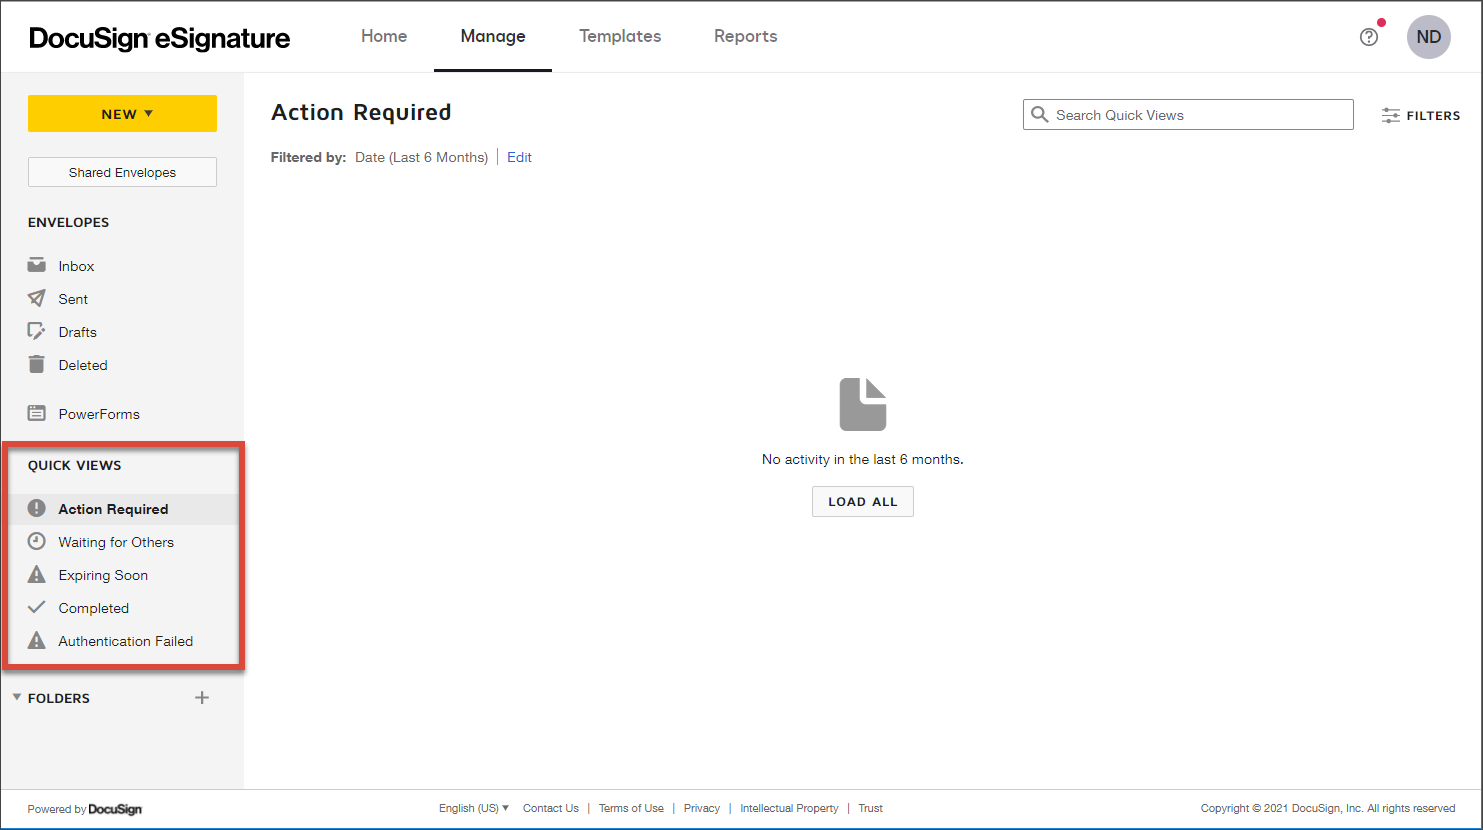 DocuSign eSignature
Home
Manage
Templates
Reports
ND
NEW
Shared Envelopes
ENVELOPES
Inbox
Sent
Drafts
Deleted
PowerForms
QUICK VIEWS
Action Required
Waiting for Others
Expiring Soon
Completed
Authentication Failed
FOLDERS
Action Required
Search Quick Views
FILTERS
Filtered by: Date (Last 6 Months) | Edit
No activity in the last 6 months.
LOAD ALL
Powered by DocuSign
English (US) Contact Us | Terms of Use | Privacy | Intellectual Property | Trust
Copyright © 2021 DocuSign, Inc. All rights reserved